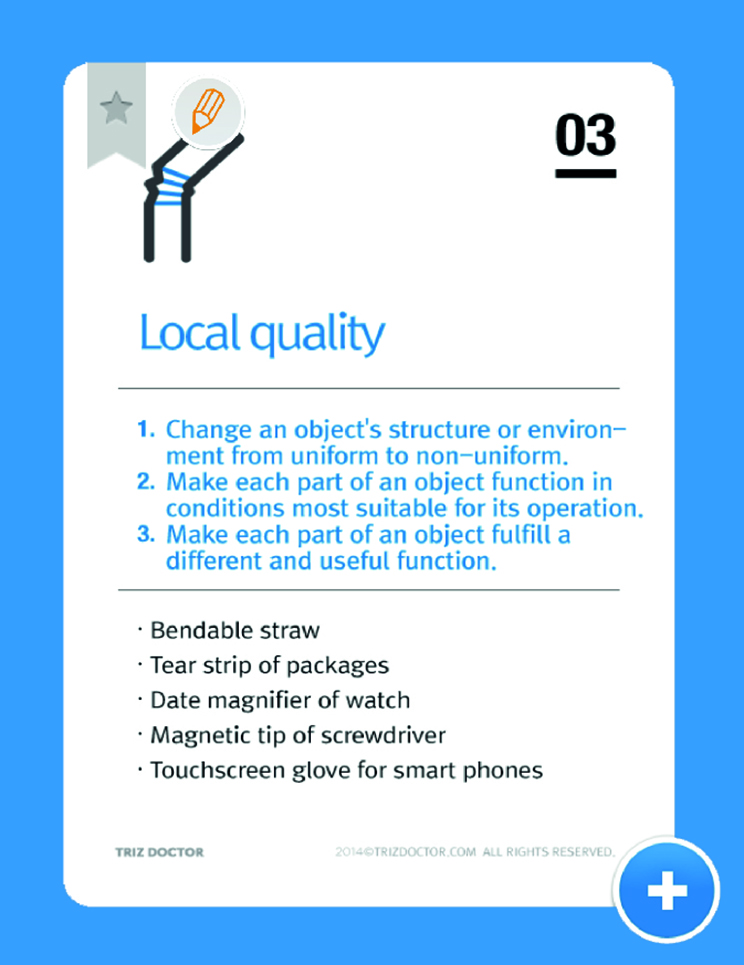 03
Local quality
1. Change an object's structure or environ–
ment from uniform to non–uniform.
2. Make each part of an object function in
conditions most suitable for its operation.
3. Make each part of an object fulfill a
different and useful function.
· Bendable straw
· Tear strip of packages
· Date magnifier of watch
· Magnetic tip of screwdriver
· Touchscreen glove for smart phones
TRIZ DOCTOR 2014©TRIZDOCTOR.COM ALL RIGHTS RESERVED.